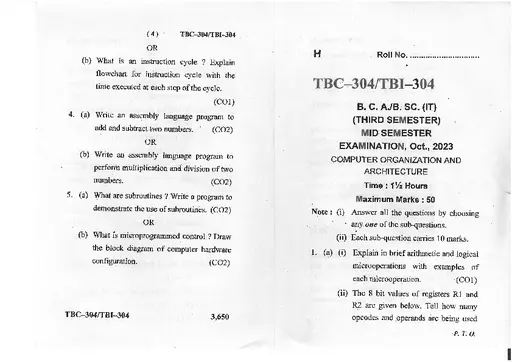 ( 4 ) TBC-304/TBI-304
OR
(b) What is an instruction cycle ? Explain
flowchart for instruction cycle with the
time executed at each step of the cycle.
(CO1)
4. (a) Write an assembly language program to
add and subtract two numbers. (CO2)
OR
(b) Write an assembly language program to
perform multiplication and division of two
numbers. (CO2)
5. (a) What are subroutines ? Write a program to
demonstrate the use of subroutines. (CO2)
OR
(b) What is microprogrammed control ? Draw
the block diagram of computer hardware
configuration. (CO2)
TBC-304/TBI-304 3,650
H Roll No. ..............................
TBC-304/TBI-304
B. C. A./B. SC. (IT)
(THIRD SEMESTER)
MID SEMESTER
EXAMINATION, Oct., 2023
COMPUTER ORGANIZATION AND
ARCHITECTURE
Time : 1½ Hours
Maximum Marks : 50
Note : (i) Answer all the questions by choosing
any one of the sub-questions.
(ii) Each sub-question carries 10 marks.
1. (a) (i) Explain in brief arithmetic and logical
microoperations with examples of
each microoperation. (CO1)
(ii) The 8 bit values of registers R1 and
R2 are given below. Tell how many
opcodes and operands are being used
P. T. O.